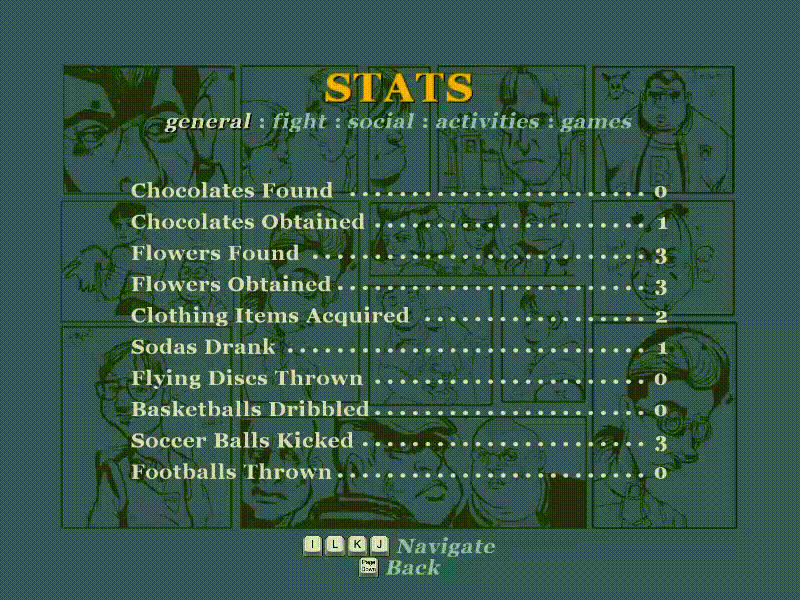 STATS
general : fight : social : activities : games
Chocolates Found ........................ 0
Chocolates Obtained ...................... 1
Flowers Found ........................... 3
Flowers Obtained ......................... 3
Clothing Items Acquired .................. 2
Sodas Drank ............................. 1
Flying Discs Thrown ...................... 0
Basketballs Dribbled ...................... 0
Soccer Balls Kicked ....................... 3
Footballs Thrown ......................... 0
I L K J Navigate
Page Down Back